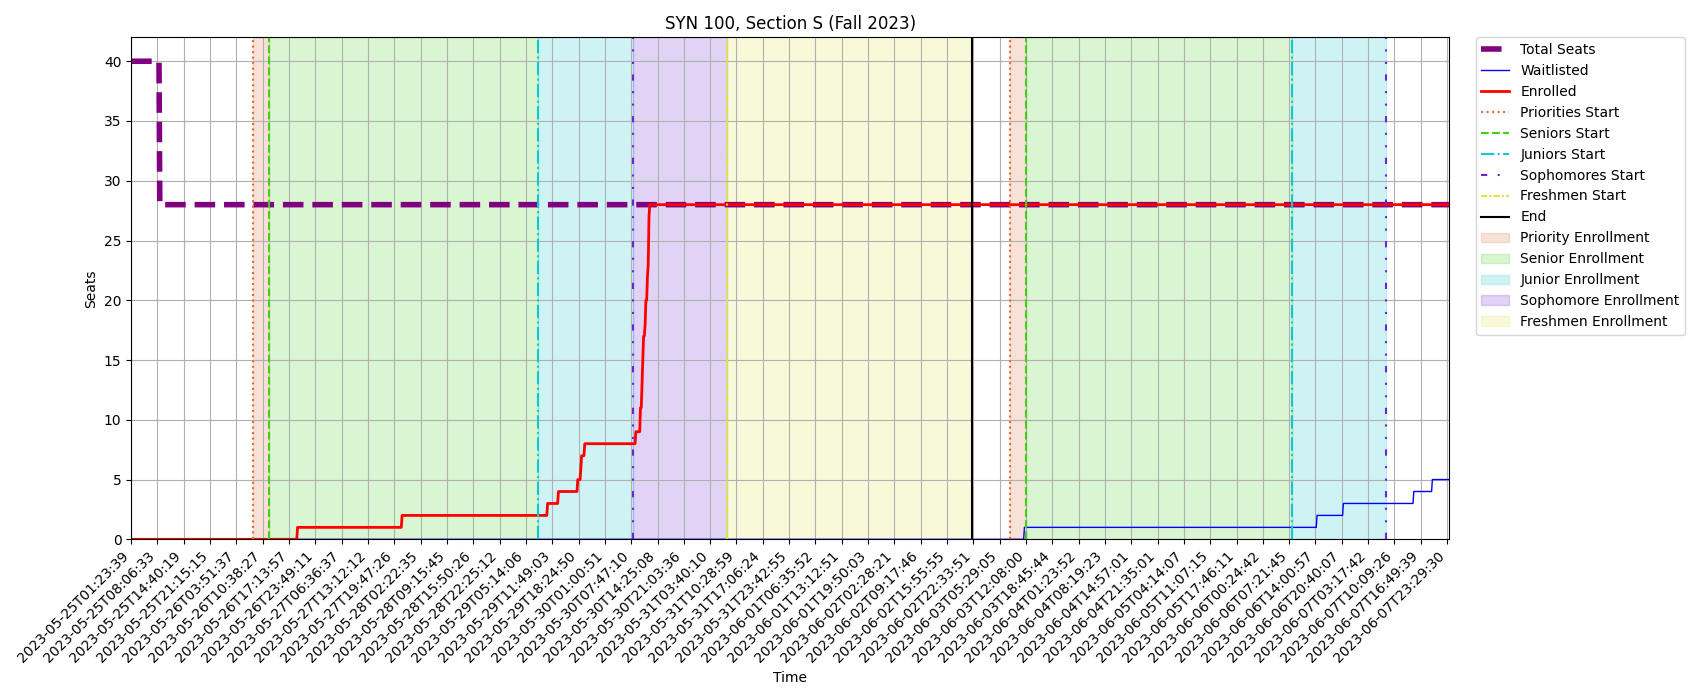 SYN 100, Section S (Fall 2023)
Seats
40
35
30
25
20
15
10
5
0
2023-05-25T01:23:39
2023-05-25T08:06:33
2023-05-25T14:40:19
2023-05-25T21:15:15
2023-05-26T03:51:37
2023-05-26T10:38:27
2023-05-26T17:13:57
2023-05-26T23:49:11
2023-05-27T06:36:37
2023-05-27T13:12:12
2023-05-27T19:47:26
2023-05-28T02:22:35
2023-05-28T09:15:45
2023-05-28T15:50:26
2023-05-28T22:25:12
2023-05-29T05:14:06
2023-05-29T11:49:03
2023-05-29T18:24:50
2023-05-30T01:00:51
2023-05-30T07:47:10
2023-05-30T14:25:08
2023-05-30T21:03:36
2023-05-31T03:40:10
2023-05-31T10:28:59
2023-05-31T17:06:24
2023-05-31T23:42:55
2023-06-01T06:35:52
2023-06-01T13:12:51
2023-06-01T19:50:03
2023-06-02T02:28:21
2023-06-02T09:17:46
2023-06-02T15:55:55
2023-06-02T22:33:51
2023-06-03T05:29:05
2023-06-03T12:08:00
2023-06-03T18:45:44
2023-06-04T01:23:52
2023-06-04T08:19:23
2023-06-04T14:57:01
2023-06-04T21:35:01
2023-06-05T04:14:07
2023-06-05T11:07:15
2023-06-05T17:46:11
2023-06-06T00:24:42
2023-06-06T07:21:45
2023-06-06T14:00:57
2023-06-06T20:40:07
2023-06-07T03:17:42
2023-06-07T10:09:26
2023-06-07T16:49:39
2023-06-07T23:29:30
Time
Total Seats
Waitlisted
Enrolled
Priorities Start
Seniors Start
Juniors Start
Sophomores Start
Freshmen Start
End
Priority Enrollment
Senior Enrollment
Junior Enrollment
Sophomore Enrollment
Freshmen Enrollment